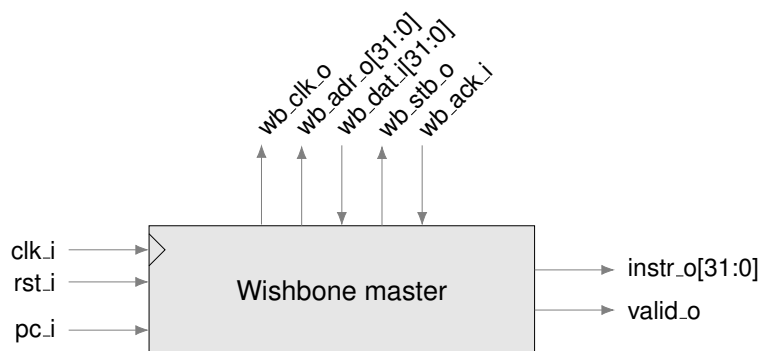 wb_clk_o
wb_adr_o[31:0]
wb_dat_i[31:0]
wb_stb_o
wb_ack_i
clk_i
rst_i
pc_i
Wishbone master
instr_o[31:0]
valid_o